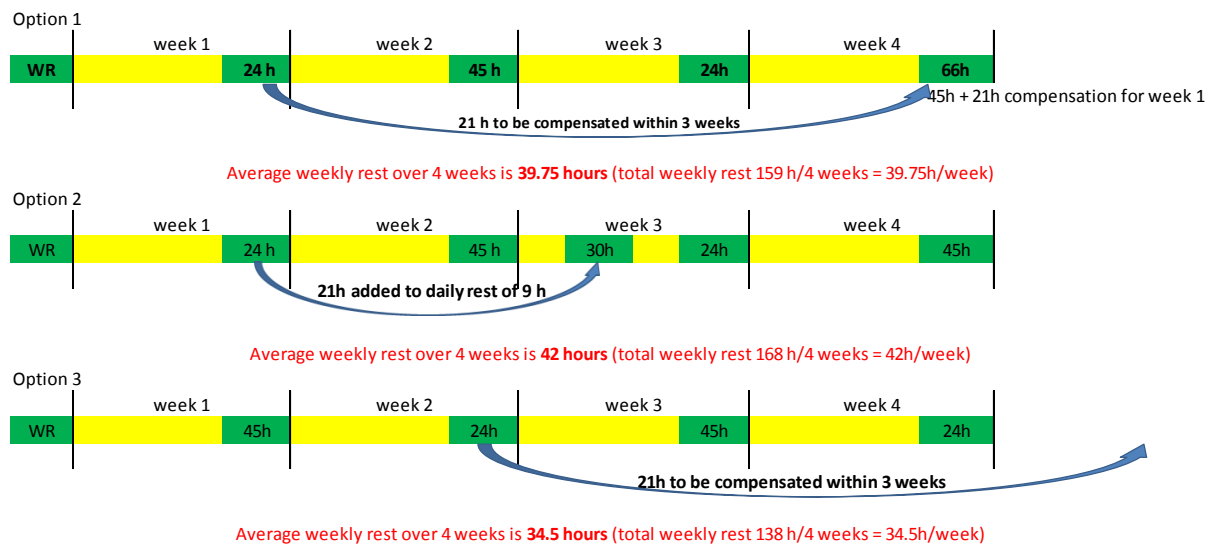 Option 1
week 1 week 2 week 3 week 4
WR 24 h 45 h 24h 66h
45h + 21h compensation for week 1
21 h to be compensated within 3 weeks
Average weekly rest over 4 weeks is 39.75 hours (total weekly rest 159 h/4 weeks = 39.75h/week)
Option 2
week 1 week 2 week 3 week 4
WR 24 h 45 h 30h 24h 45h
21h added to daily rest of 9 h
Average weekly rest over 4 weeks is 42 hours (total weekly rest 168 h/4 weeks = 42h/week)
Option 3
week 1 week 2 week 3 week 4
WR 45h 24h 45h 24h
21h to be compensated within 3 weeks
Average weekly rest over 4 weeks is 34.5 hours (total weekly rest 138 h/4 weeks = 34.5h/week)